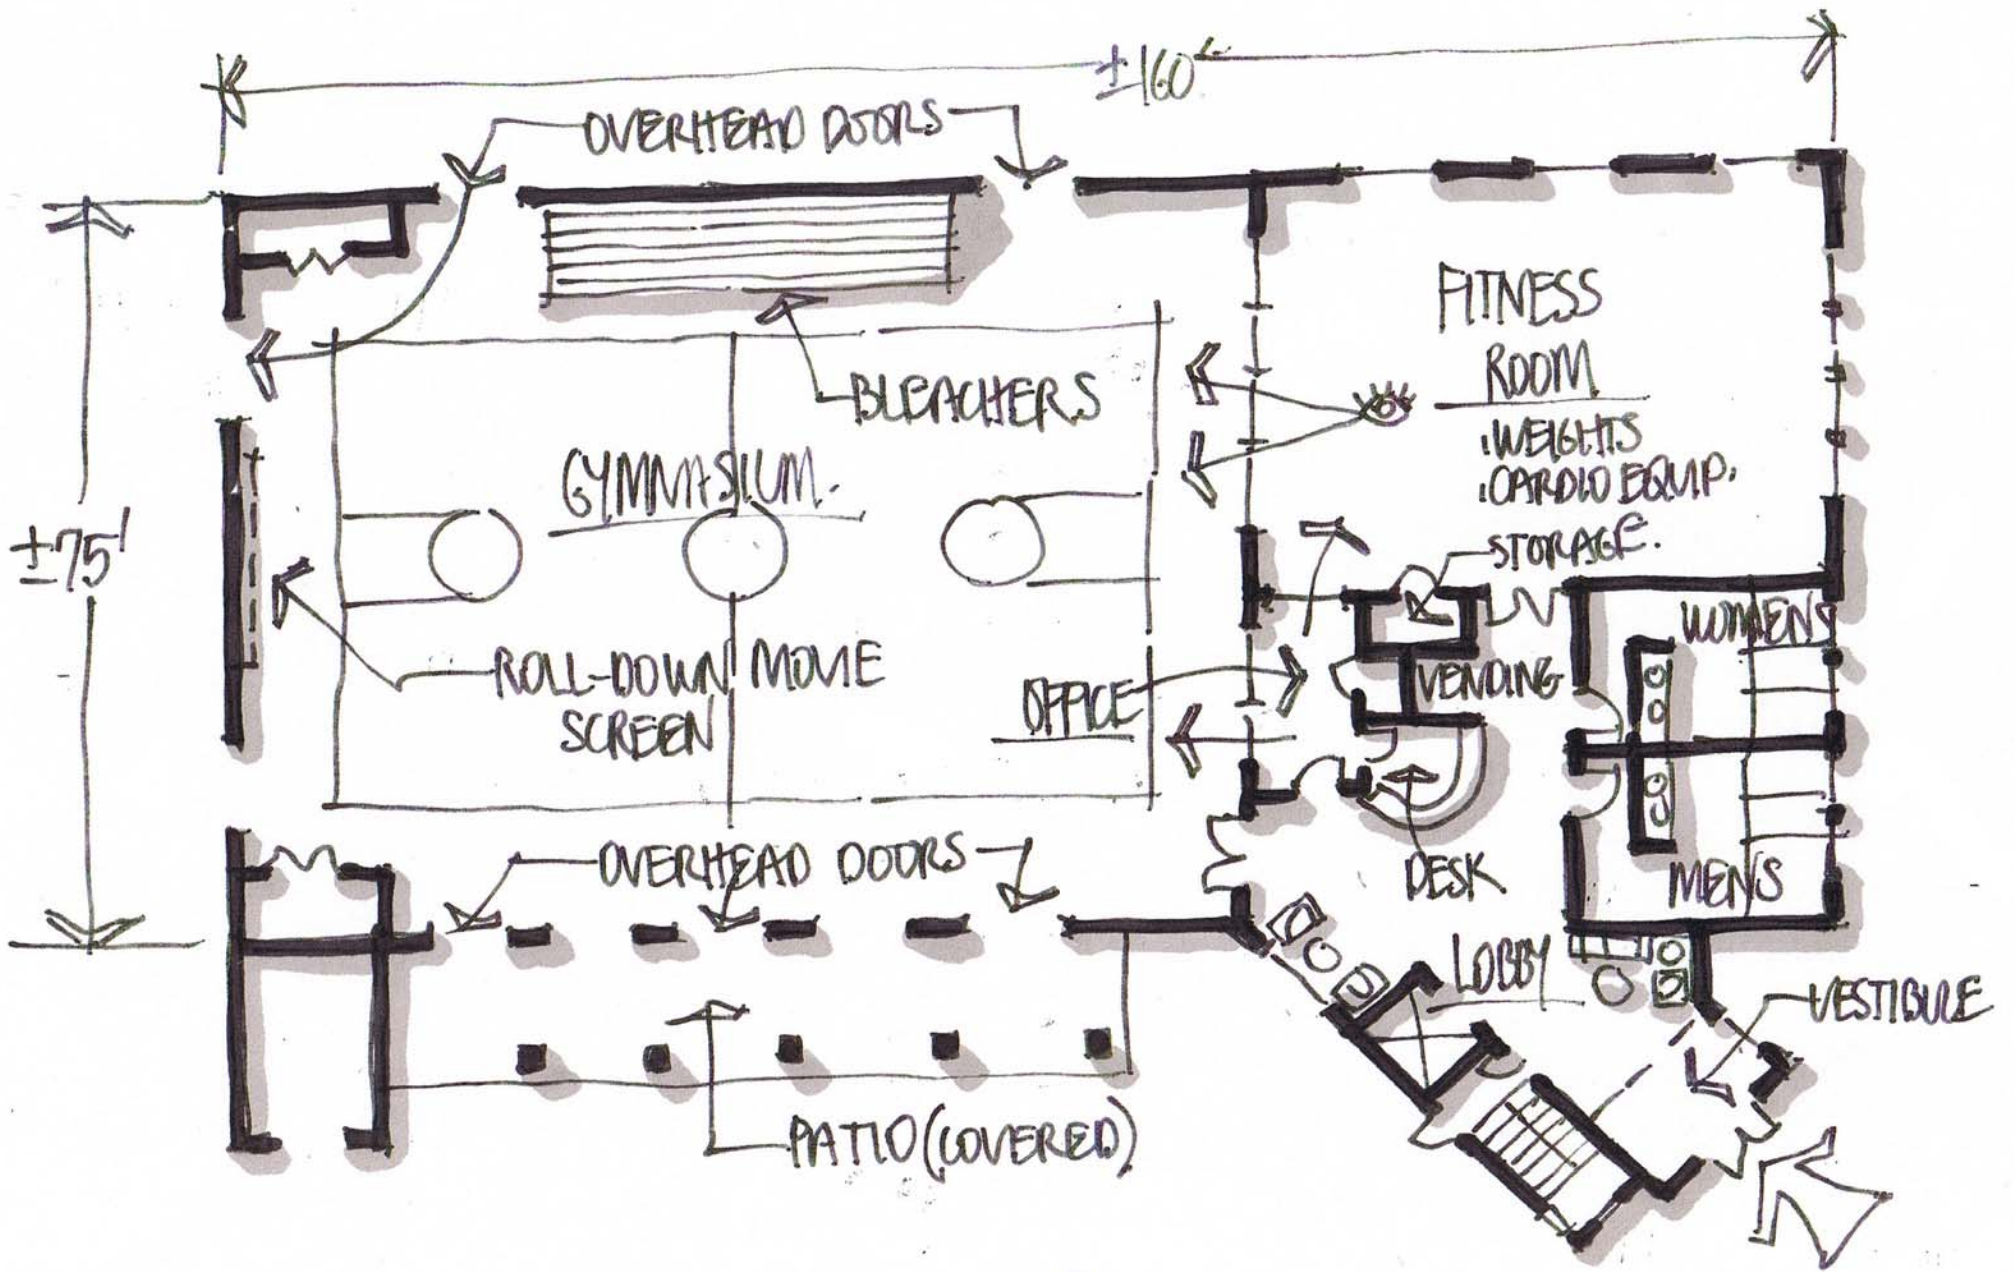 ±160'
OVERHEAD DOORS
±75'
BLEACHERS
GYMNASIUM.
FITNESS
ROOM
.WEIGHTS
.CARDIO EQUIP.
STORAGE.
ROLL-DOWN MOVIE
SCREEN
OFFICE
VENDING
WOMENS
OVERHEAD DOORS
DESK
MENS
LOBBY
VESTIBULE
PATIO (COVERED)